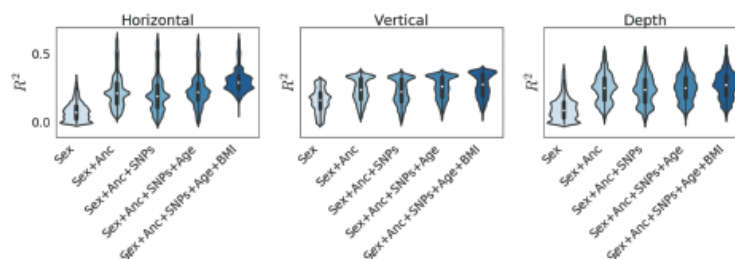 Horizontal Vertical Depth
0.5
R²
0.0
R²
R²
Sex
Sex+Anc
Sex+Anc+SNPs
Sex+Anc+SNPs+Age
Sex+Anc+SNPs+Age+BMI
Sex
Sex+Anc
Sex+Anc+SNPs
Sex+Anc+SNPs+Age
Sex+Anc+SNPs+Age+BMI
Sex
Sex+Anc
Sex+Anc+SNPs
Sex+Anc+SNPs+Age
Sex+Anc+SNPs+Age+BMI